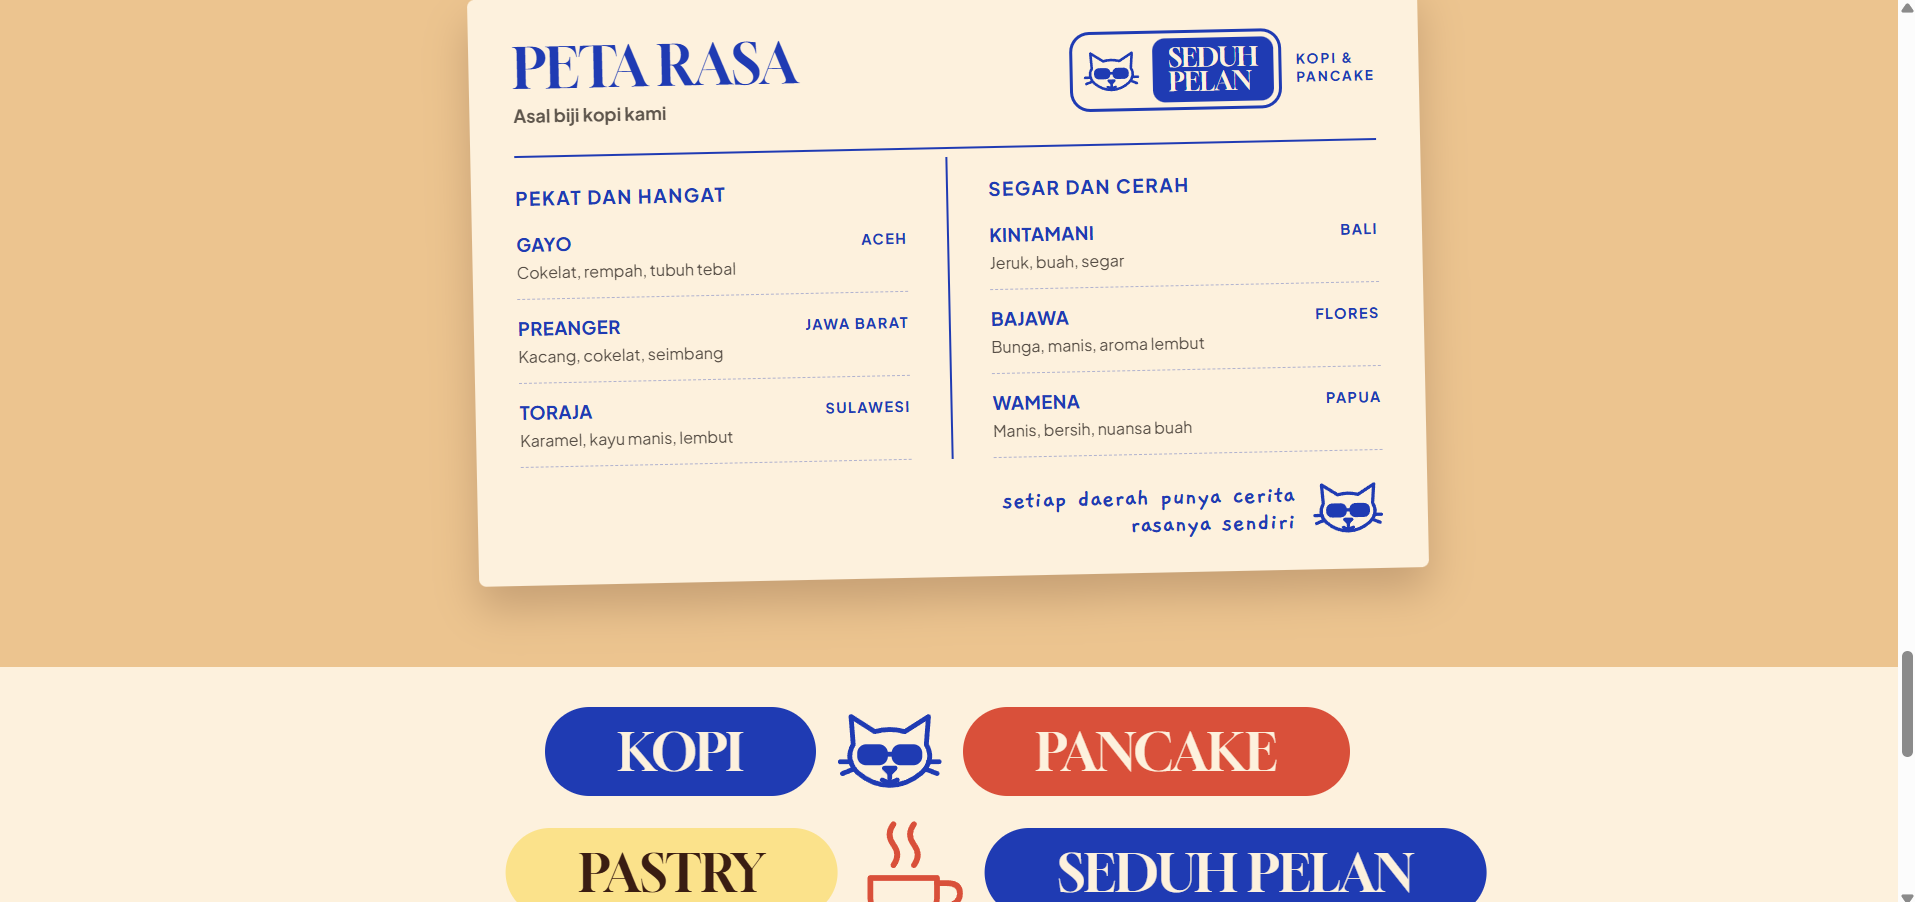 PETA RASA
Asal biji kopi kami
SEDUH
PELAN
KOPI &
PANCAKE
PEKAT DAN HANGAT
GAYO ACEH
Cokelat, rempah, tubuh tebal
PREANGER JAWA BARAT
Kacang, cokelat, seimbang
TORAJA SULAWESI
Karamel, kayu manis, lembut
SEGAR DAN CERAH
KINTAMANI BALI
Jeruk, buah, segar
BAJAWA FLORES
Bunga, manis, aroma lembut
WAMENA PAPUA
Manis, bersih, nuansa buah
setiap daerah punya cerita
rasanya sendiri
KOPI PANCAKE
PASTRY SEDUH PELAN